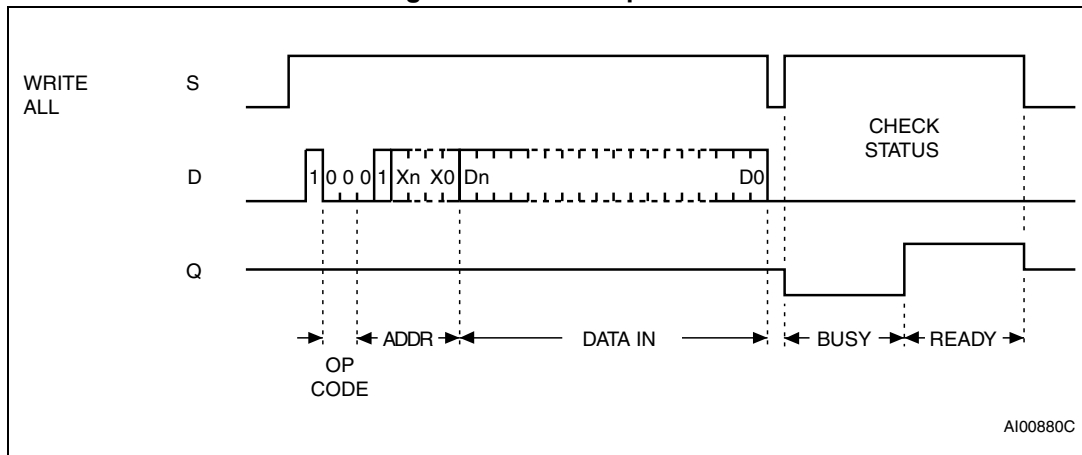 WRITE
ALL
S
CHECK
STATUS
D
1 0 0 0 1 Xn X0 Dn D0
Q
ADDR
DATA IN
BUSY
READY
OP
CODE
AI00880C